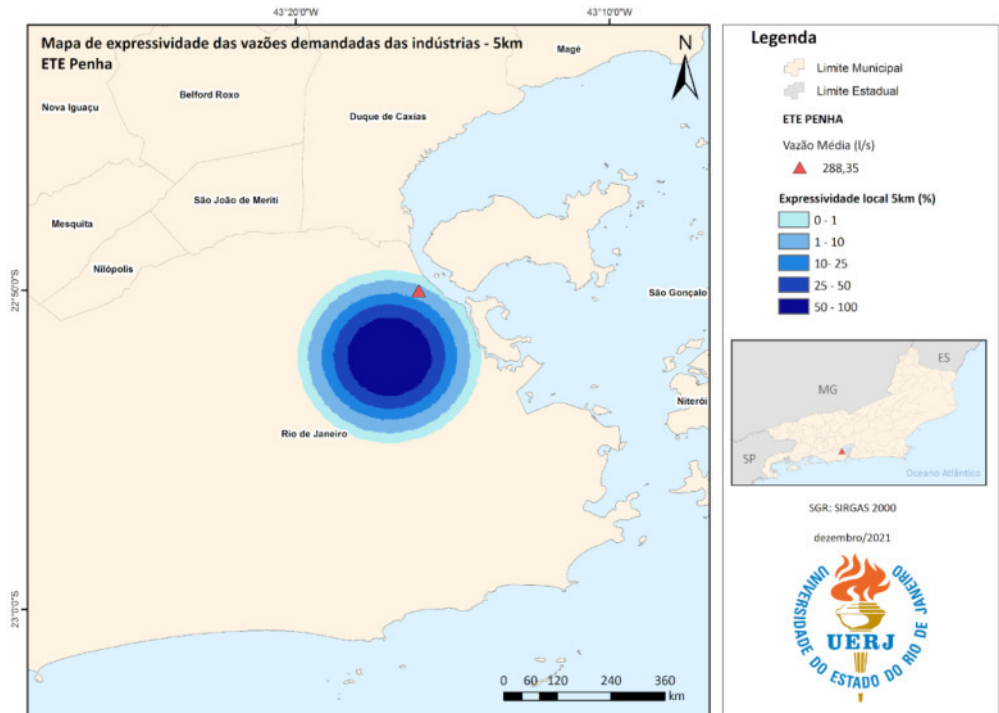 43°20'0"W
43°10'0"W
Mapa de expressividade das vazões demandadas das indústrias - 5km
ETE Penha
N
Magé
Belford Roxo
Nova Iguaçu
Duque de Caxias
São João de Meriti
Mesquita
Nilópolis
22°50'0"S
São Gonçalo
Niterói
Rio de Janeiro
23°0'0"S
0 60 120 240 360
km
Legenda
Limite Municipal
Limite Estadual
ETE PENHA
Vazão Média (l/s)
288,35
Expressividade local 5km (%)
0 - 1
1 - 10
10- 25
25 - 50
50 - 100
ES
MG
SP
Oceano Atlântico
SGR: SIRGAS 2000
dezembro/2021
UNIVERSIDADE DO ESTADO DO RIO DE JANEIRO
UERJ